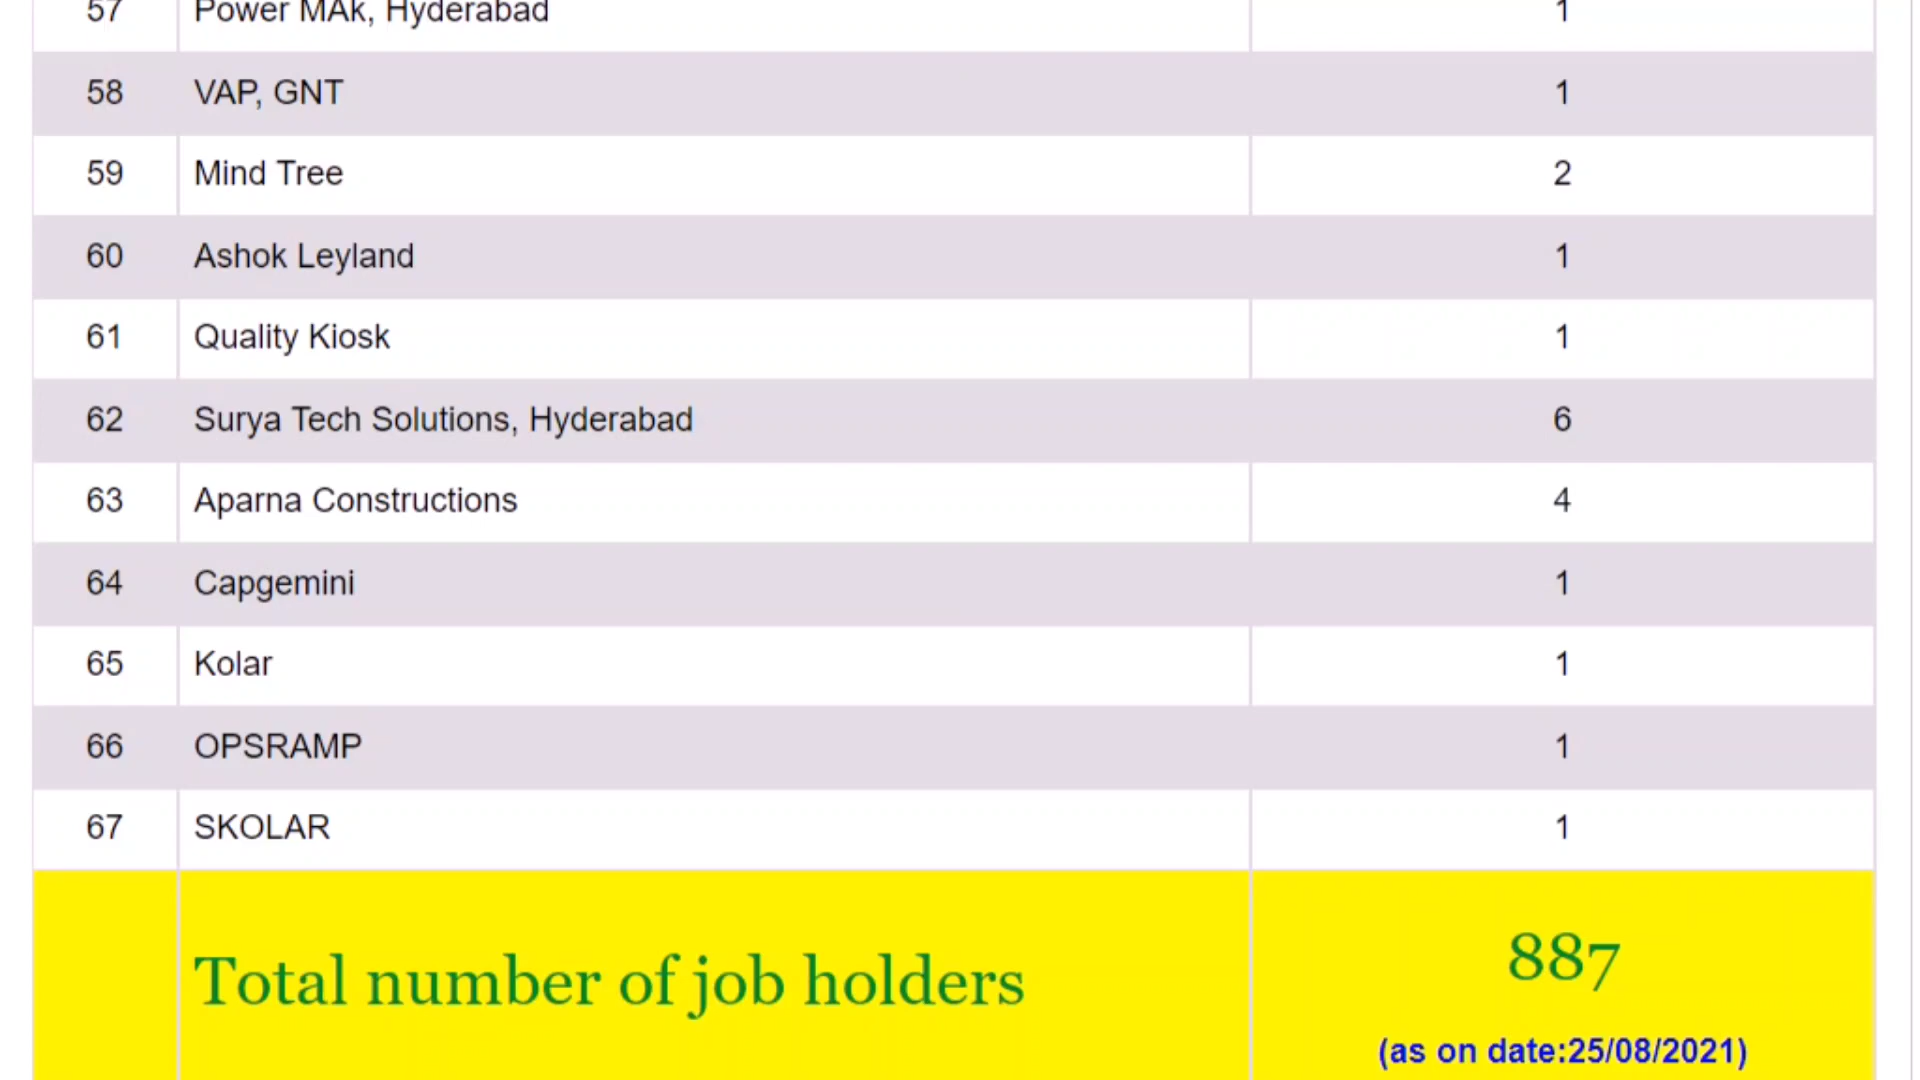 57 Power MAk, Hyderabad 1
58 VAP, GNT 1
59 Mind Tree 2
60 Ashok Leyland 1
61 Quality Kiosk 1
62 Surya Tech Solutions, Hyderabad 6
63 Aparna Constructions 4
64 Capgemini 1
65 Kolar 1
66 OPSRAMP 1
67 SKOLAR 1
Total number of job holders 887
(as on date:25/08/2021)